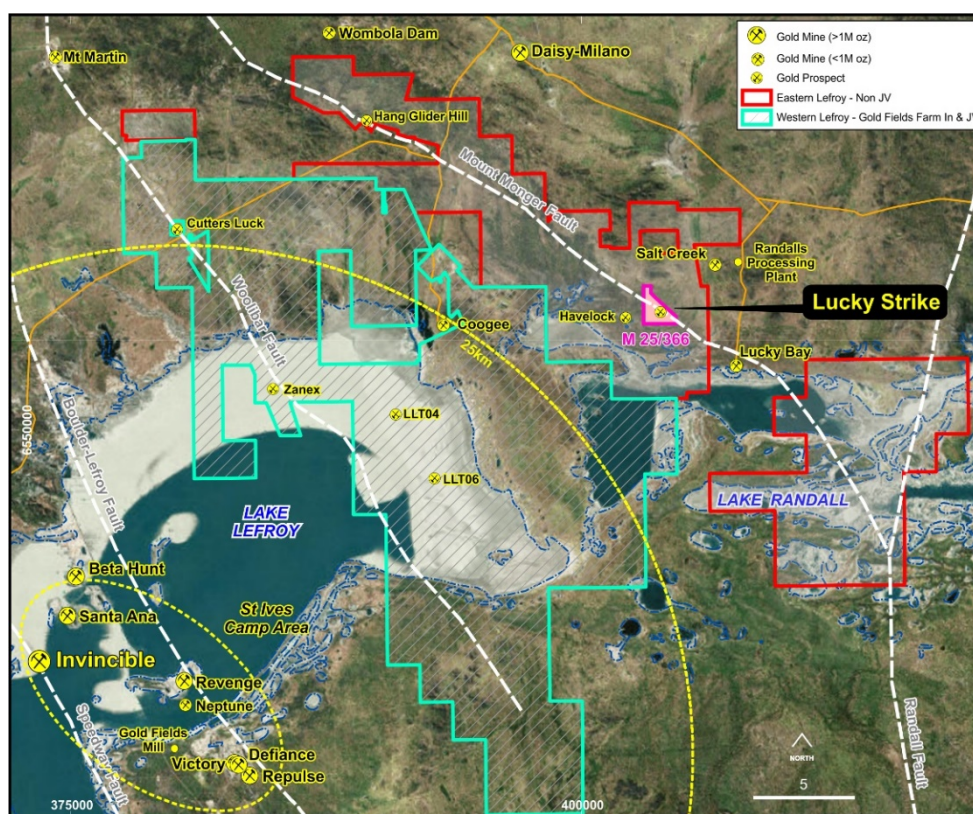 Mt Martin
Wombola Dam
Daisy-Milano
Gold Mine (>1M oz)
Gold Mine (<1M oz)
Gold Prospect
Eastern Lefroy - Non JV
Western Lefroy - Gold Fields Farm In & JV
Hang Glider Hill
Mount Monger Fault
Cutters Luck
Salt Creek
Randalls
Processing
Plant
Woolibar Fault
Lucky Strike
Havelock
M 25/366
Coogee
25km
Lucky Bay
Zanex
LLT04
6550000
Boulder-Lefroy Fault
LLT06
LAKE
LEFROY
LAKE RANDALL
Beta Hunt
Santa Ana
St Ives
Camp Area
Invincible
Revenge
Neptune
Gold Fields
Mill
Victory
Defiance
Repulse
Speedway Fault
Randall Fault
NORTH
5
375000
400000